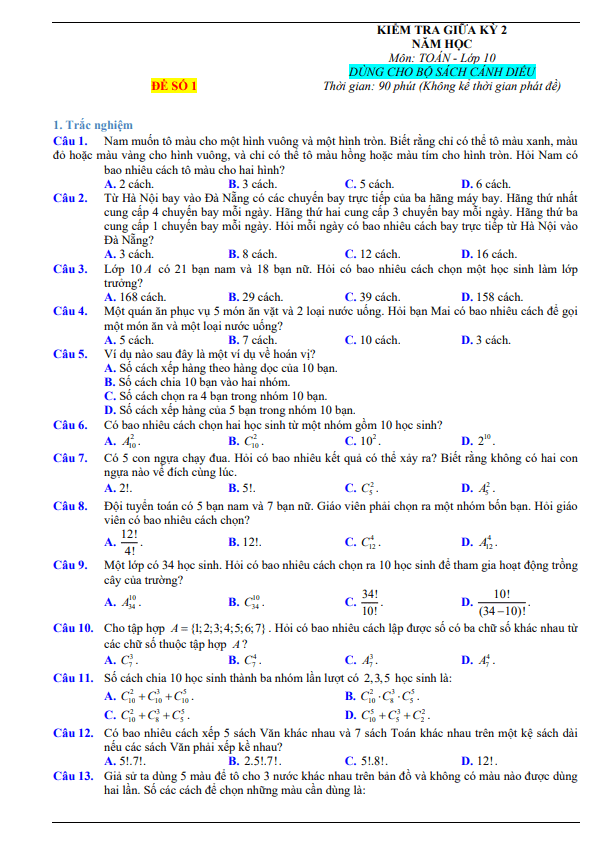 KIỂM TRA GIỮA KỲ 2
NĂM HỌC
Môn: TOÁN - Lớp 10
DÙNG CHO BỘ SÁCH CÁNH DIỀU
ĐỀ SỐ 1
Thời gian: 90 phút (Không kể thời gian phát đề)
1. Trắc nghiệm
Câu 1. Nam muốn tô màu cho một hình vuông và một hình tròn. Biết rằng chỉ có thể tô màu xanh, màu
đỏ hoặc màu vàng cho hình vuông, và chỉ có thể tô màu hồng hoặc màu tím cho hình tròn. Hỏi Nam có
bao nhiêu cách tô màu cho hai hình?
A. 2 cách. B. 3 cách. C. 5 cách. D. 6 cách.
Câu 2. Từ Hà Nội bay vào Đà Nẵng có các chuyến bay trực tiếp của ba hãng máy bay. Hãng thứ nhất
cung cấp 4 chuyến bay mỗi ngày. Hãng thứ hai cung cấp 3 chuyến bay mỗi ngày. Hãng thứ ba
cung cấp 1 chuyến bay mỗi ngày. Hỏi mỗi ngày có bao nhiêu cách bay trực tiếp từ Hà Nội vào
Đà Nẵng?
A. 3 cách. B. 8 cách. C. 12 cách. D. 16 cách.
Câu 3. Lớp 10A có 21 bạn nam và 18 bạn nữ. Hỏi có bao nhiêu cách chọn một học sinh làm lớp
trưởng?
A. 168 cách. B. 29 cách. C. 39 cách. D. 158 cách.
Câu 4. Một quán ăn phục vụ 5 món ăn vặt và 2 loại nước uống. Hỏi bạn Mai có bao nhiêu cách để gọi
một món ăn và một loại nước uống?
A. 5 cách. B. 7 cách. C. 10 cách. D. 3 cách.
Câu 5. Ví dụ nào sau đây là một ví dụ về hoán vị?
A. Số cách xếp hàng theo hàng dọc của 10 bạn.
B. Số cách chia 10 bạn vào hai nhóm.
C. Số cách chọn ra 4 bạn trong nhóm 10 bạn.
D. Số cách xếp hàng của 5 bạn trong nhóm 10 bạn.
Câu 6. Có bao nhiêu cách chọn hai học sinh từ một nhóm gồm 10 học sinh?
A. $A_{10}^{2}$. B. $C_{10}^{2}$. C. $10^{2}$. D. $2^{10}$.
Câu 7. Có 5 con ngựa chạy đua. Hỏi có bao nhiêu kết quả có thể xảy ra? Biết rằng không có hai con
ngựa nào về đích cùng lúc.
A. 2!. B. 5!. C. $C_{5}^{2}$. D. $A_{5}^{2}$.
Câu 8. Đội tuyển toán có 5 bạn nam và 7 bạn nữ. Giáo viên phải chọn ra một nhóm bốn bạn. Hỏi giáo
viên có bao nhiêu cách chọn?
A. $\frac{12!}{4!}$. B. 12!. C. $C_{12}^{4}$. D. $A_{12}^{4}$.
Câu 9. Một lớp có 34 học sinh. Hỏi có bao nhiêu cách chọn ra 10 học sinh để tham gia hoạt động trồng
cây của trường?
A. $A_{34}^{10}$. B. $C_{34}^{10}$. C. $\frac{34!}{10!}$. D. $\frac{10!}{(34-10)!}$.
Câu 10. Cho tập hợp A = {1;2;3;4;5;6;7}. Hỏi có bao nhiêu cách lập được số có ba chữ số khác nhau từ
các chữ số thuộc tập hợp A?
A. $C_{7}^{3}$. B. $C_{7}^{4}$. C. $A_{7}^{3}$. D. $A_{7}^{4}$.
Câu 11. Số cách chia 10 học sinh thành ba nhóm lần lượt có 2,3,5 học sinh là:
A. $C_{10}^{2}+C_{10}^{3}+C_{10}^{5}$. B. $C_{10}^{2} \cdot C_{8}^{3} \cdot C_{5}^{5}$.
C. $C_{10}^{2}+C_{8}^{3}+C_{5}^{5}$. D. $C_{10}^{5}+C_{5}^{3}+C_{2}^{2}$.
Câu 12. Có bao nhiêu cách xếp 5 sách Văn khác nhau và 7 sách Toán khác nhau trên một kệ sách dài
nếu các sách Văn phải xếp kề nhau?
A. 5!.7!. B. 2.5!.7!. C. 5!.8!. D. 12!.
Câu 13. Giả sử ta dùng 5 màu để tô cho 3 nước khác nhau trên bản đồ và không có màu nào được dùng
hai lần. Số các cách để chọn những màu cần dùng là: